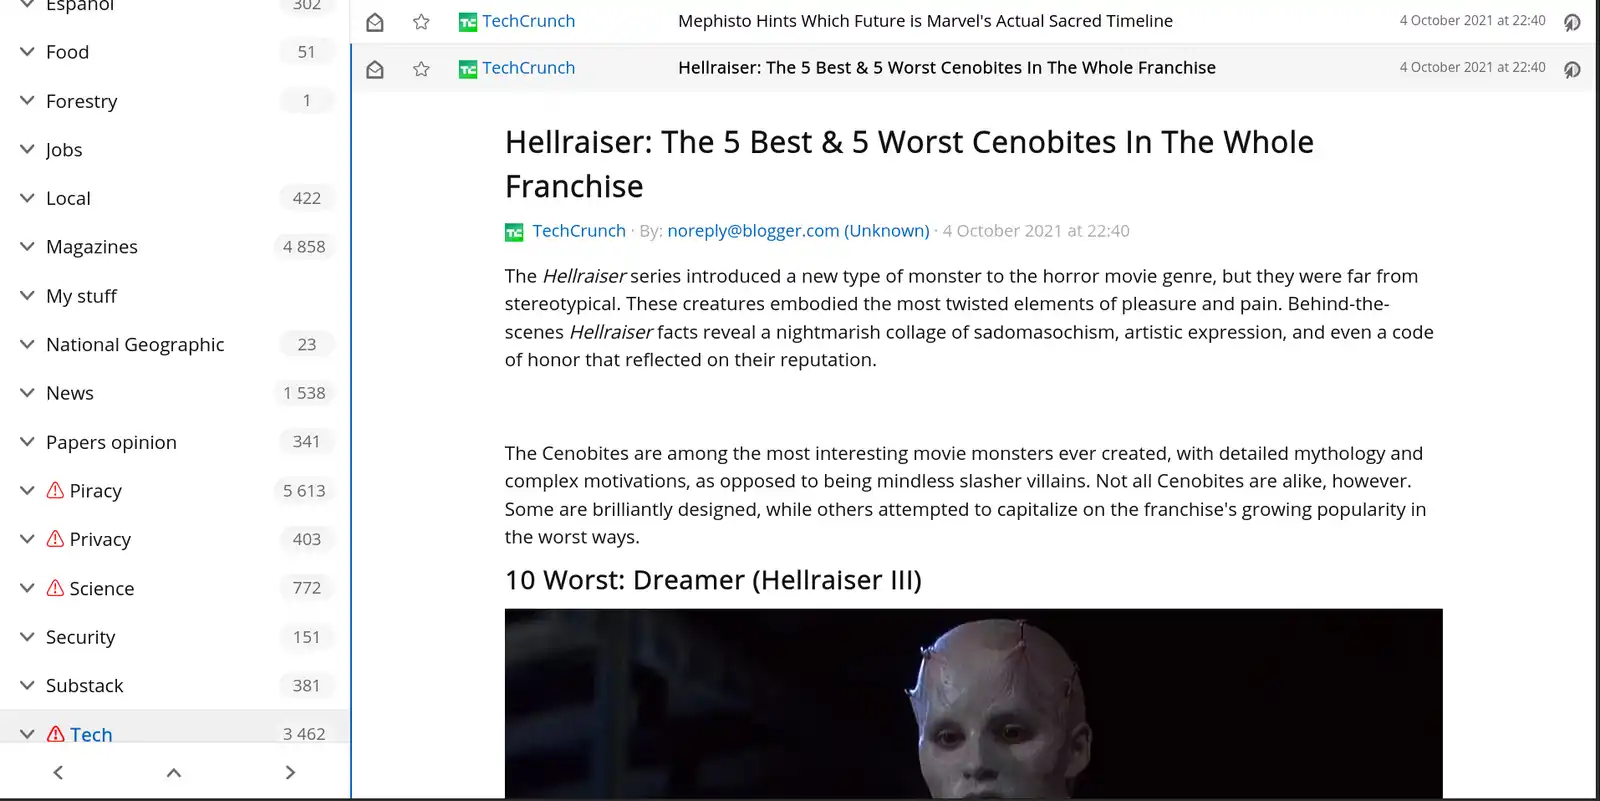 Español 302
Food 51
Forestry 1
Jobs
Local 422
Magazines 4 858
My stuff
National Geographic 23
News 1 538
Papers opinion 341
Piracy 5 613
Privacy 403
Science 772
Security 151
Substack 381
Tech 3 462
TechCrunch Mephisto Hints Which Future is Marvel's Actual Sacred Timeline 4 October 2021 at 22:40
TechCrunch Hellraiser: The 5 Best & 5 Worst Cenobites In The Whole Franchise 4 October 2021 at 22:40
Hellraiser: The 5 Best & 5 Worst Cenobites In The Whole
Franchise
TechCrunch · By: noreply@blogger.com (Unknown) · 4 October 2021 at 22:40
The Hellraiser series introduced a new type of monster to the horror movie genre, but they were far from
stereotypical. These creatures embodied the most twisted elements of pleasure and pain. Behind-the-
scenes Hellraiser facts reveal a nightmarish collage of sadomasochism, artistic expression, and even a code
of honor that reflected on their reputation.
The Cenobites are among the most interesting movie monsters ever created, with detailed mythology and
complex motivations, as opposed to being mindless slasher villains. Not all Cenobites are alike, however.
Some are brilliantly designed, while others attempted to capitalize on the franchise's growing popularity in
the worst ways.
10 Worst: Dreamer (Hellraiser III)